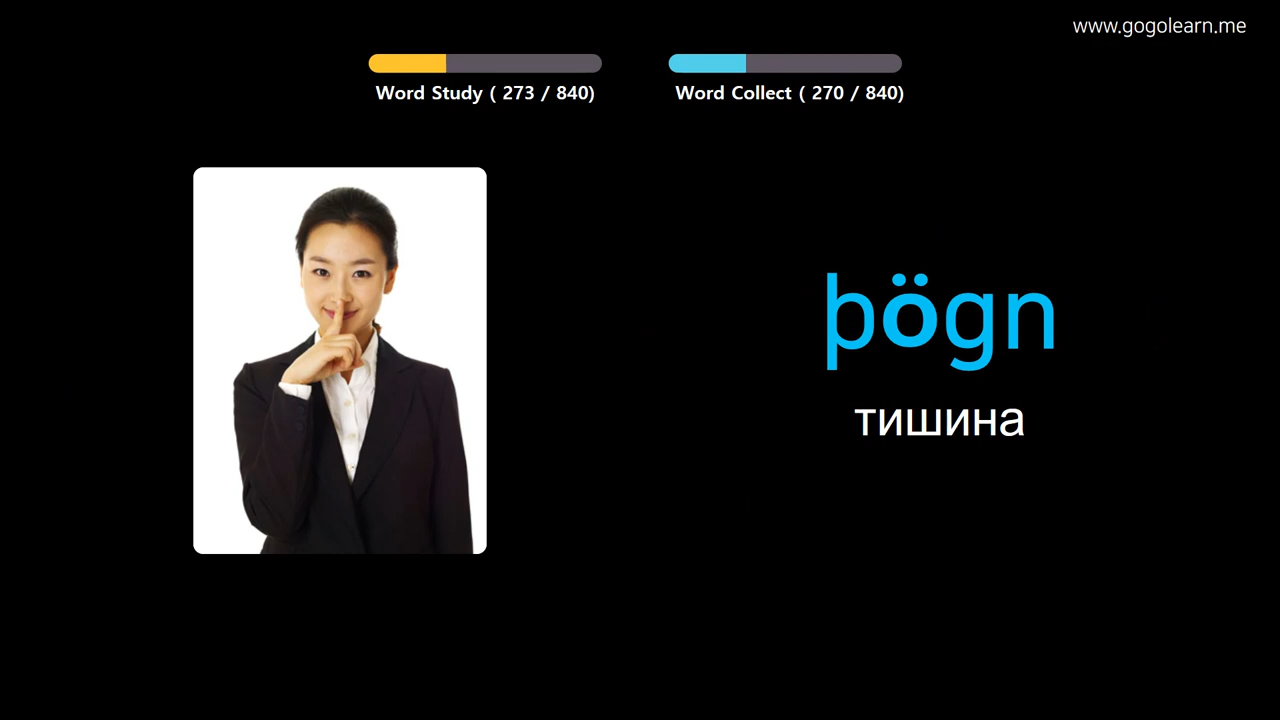 www.gogolearn.me
Word Study ( 273 / 840)
Word Collect ( 270 / 840)
þögn
тишина